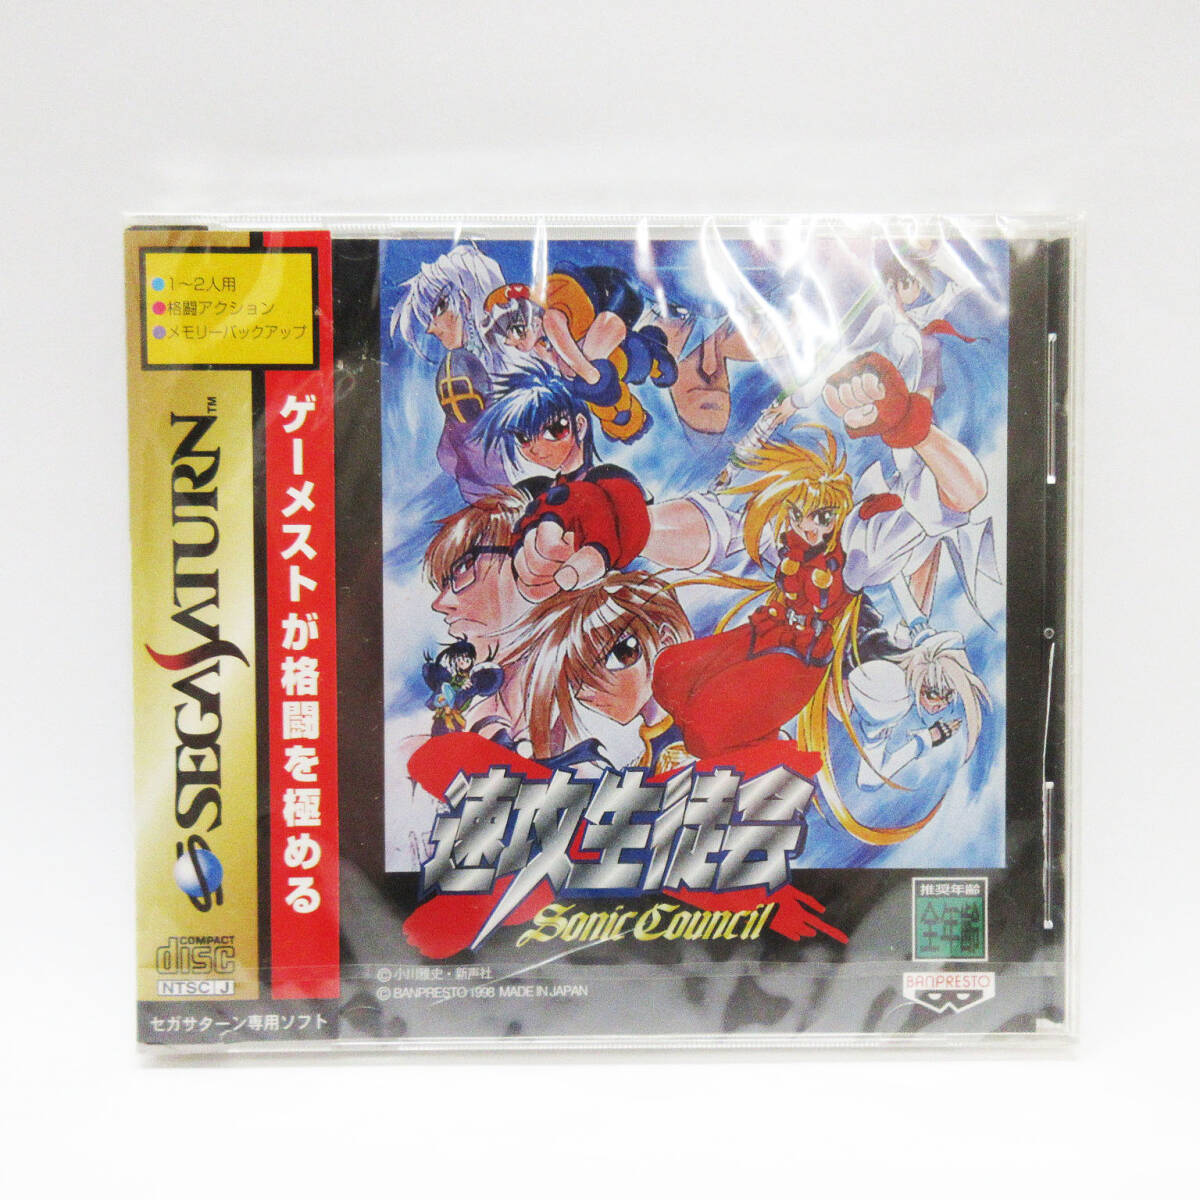 1～2人用
格闘アクション
メモリーバックアップ
SEGA SATURN™
COMPACT
disc
NTSC J
セガサターン専用ソフト
ゲーメストが格闘を極める
速攻生徒会
Sonic Council
©小川雅史・新声社
©BANPRESTO 1998 MADE IN JAPAN
推奨年齢
全年齢
BANPRESTO